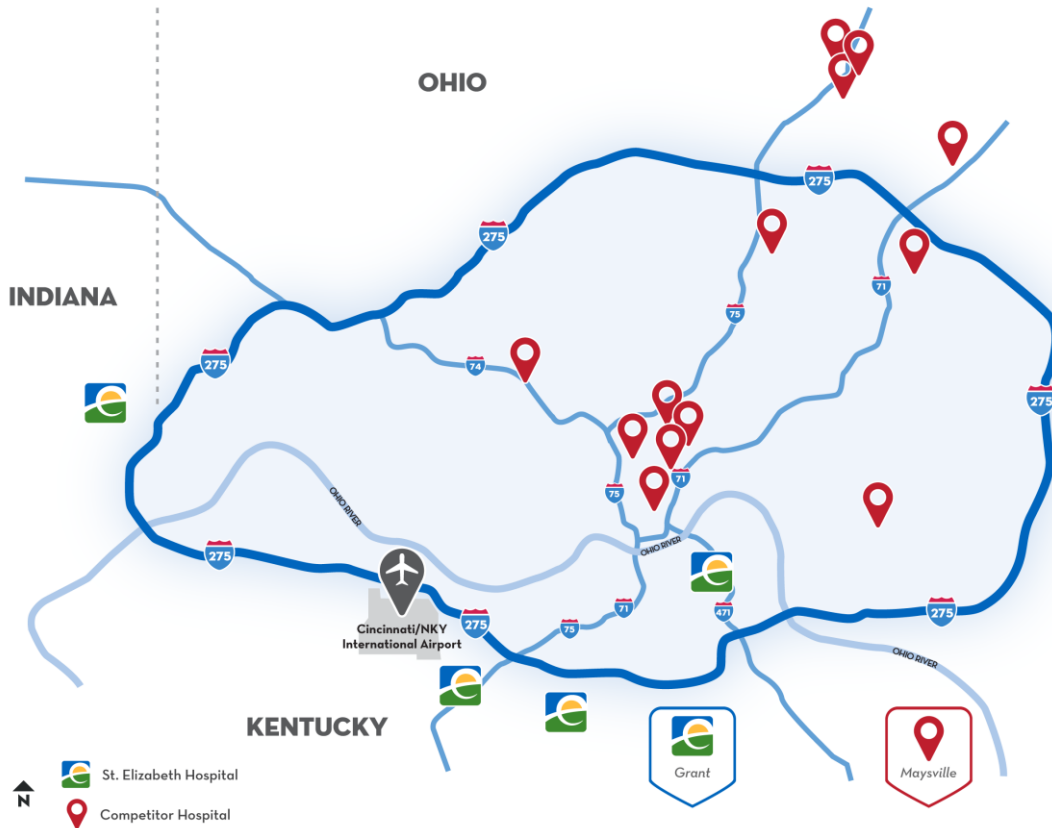 OHIO
275
275
INDIANA
71
75
275
74
275
71
75
OHIO RIVER
OHIO RIVER
275
Cincinnati/NKY
International Airport
71
471
275
275
75
OHIO RIVER
KENTUCKY
Grant
Maysville
St. Elizabeth Hospital
N
Competitor Hospital